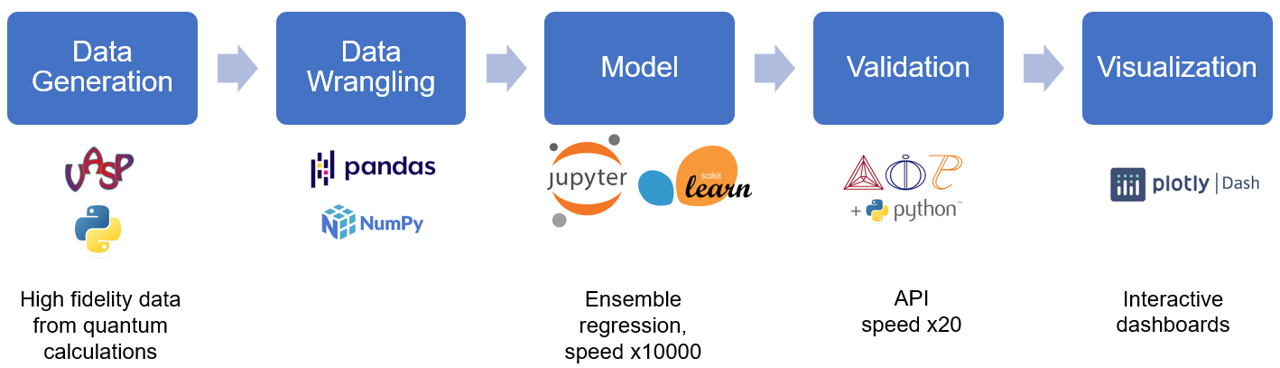 Data
Generation
Data
Wrangling
Model
Validation
Visualization
VASP
pandas
NumPy
jupyter
scikit
learn
+ python™
plotly | Dash
High fidelity data
from quantum
calculations
Ensemble
regression,
speed x10000
API
speed x20
Interactive
dashboards